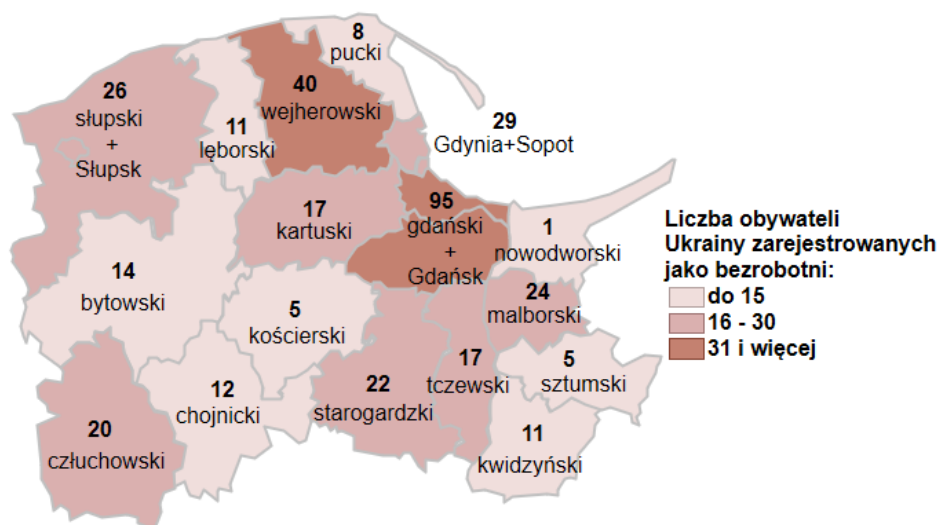 8
pucki
40
wejherowski
26
słupski
+
Słupsk
11
lęborski
29
Gdynia+Sopot
17
kartuski
95
gdański
+
Gdańsk
1
nowodworski
14
bytowski
5
kościerski
24
malborski
12
chojnicki
22
starogardzki
17
tczewski
5
sztumski
20
człuchowski
11
kwidzyński
Liczba obywateli
Ukrainy zarejestrowanych
jako bezrobotni:
do 15
16 - 30
31 i więcej